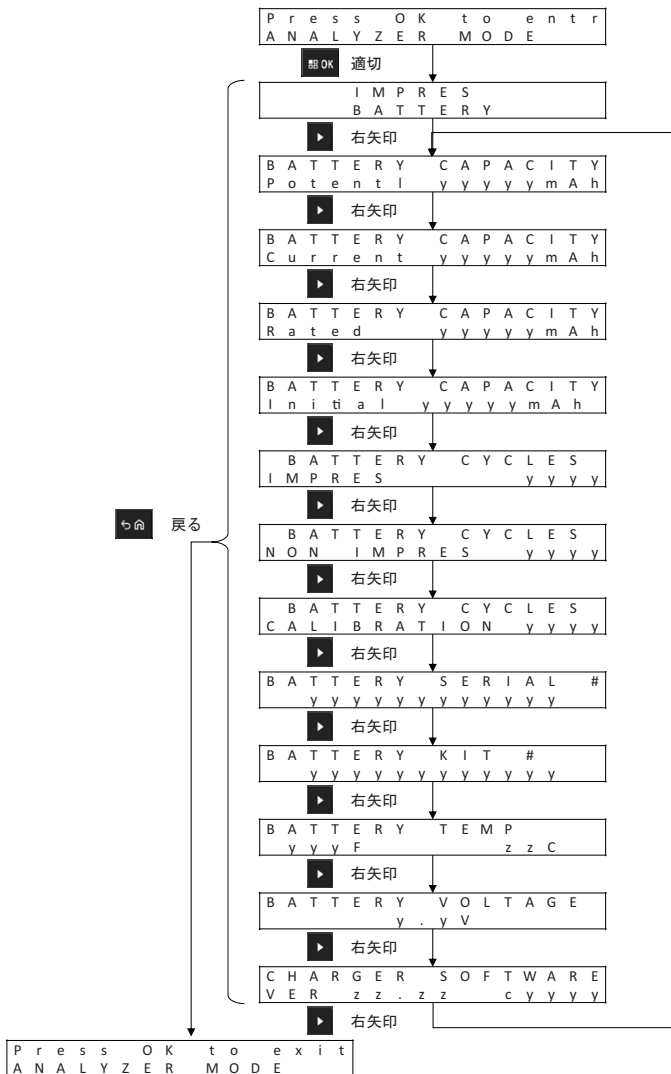 Press OK to entr
ANALYZER MODE
OK 適切
IMPRES
BATTERY
右矢印
BATTERY CAPACITY
Potentl yyyyymAh
右矢印
BATTERY CAPACITY
Current yyyyymAh
右矢印
BATTERY CAPACITY
Rated yyyyymAh
右矢印
BATTERY CAPACITY
Initial yyyyymAh
右矢印
BATTERY CYCLES
IMPRES yyyy
右矢印
戻る
BATTERY CYCLES
NON IMPRES yyyy
右矢印
BATTERY CYCLES
CALIBRATION yyyy
右矢印
BATTERY SERIAL #
yyyyyyyyyyyy
右矢印
BATTERY KIT #
yyyyyyyyyyyy
右矢印
BATTERY TEMP
yyyF zzC
右矢印
BATTERY VOLTAGE
y.yV
右矢印
CHARGER SOFTWARE
VER zz.zz cyyyy
右矢印
Press OK to exit
ANALYZER MODE